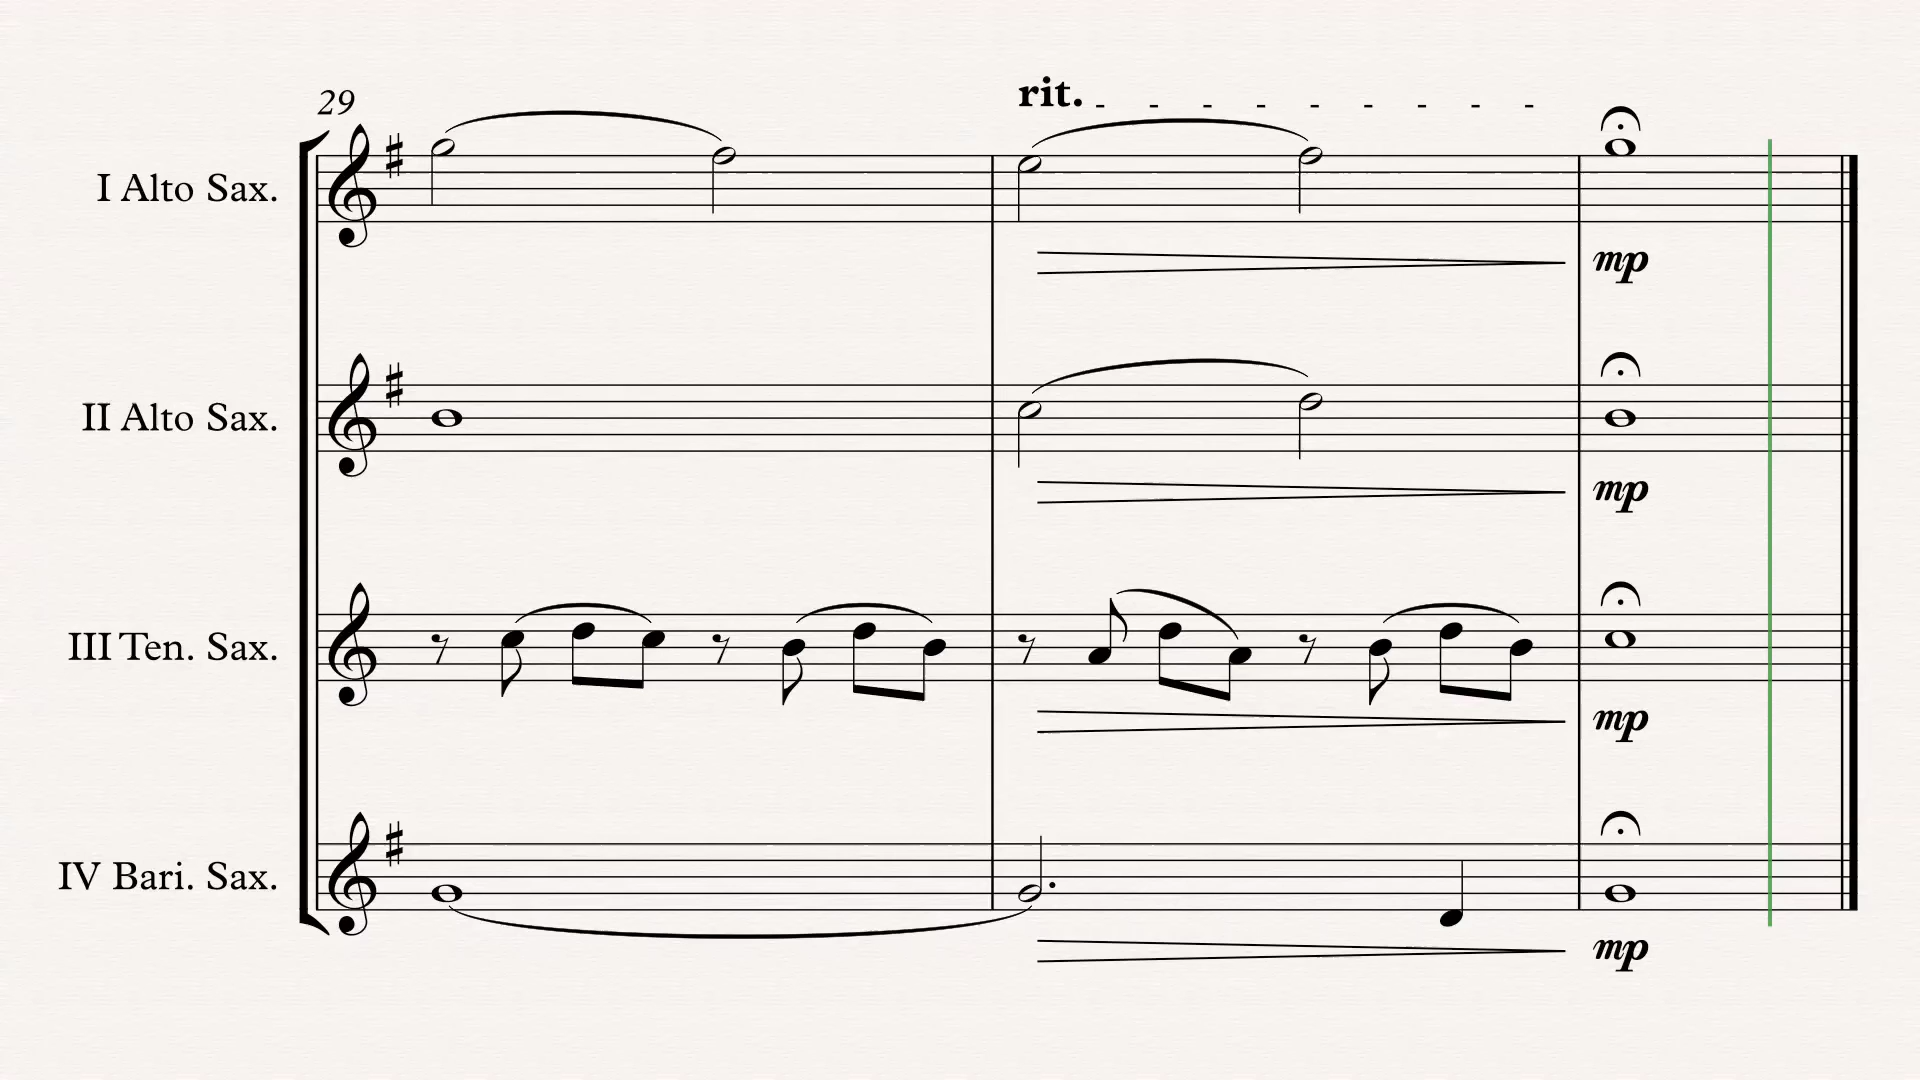 29
rit.
I Alto Sax.
mp
II Alto Sax.
mp
III Ten. Sax.
mp
IV Bari. Sax.
mp